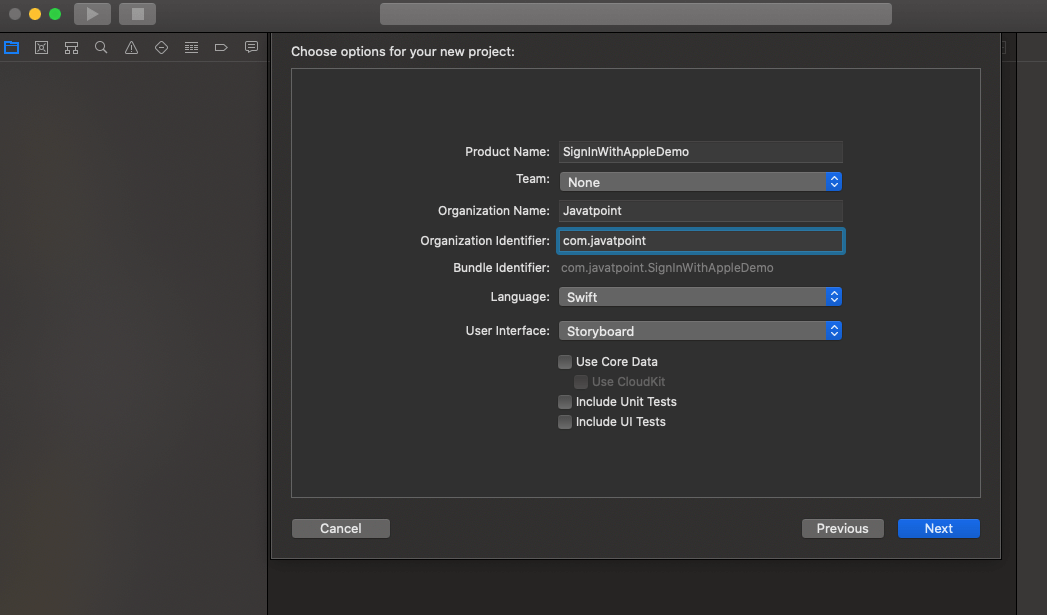 Choose options for your new project:
Product Name: SignInWithAppleDemo
Team: None
Organization Name: Javatpoint
Organization Identifier: com.javatpoint
Bundle Identifier: com.javatpoint.SignInWithAppleDemo
Language: Swift
User Interface: Storyboard
Use Core Data
Use CloudKit
Include Unit Tests
Include UI Tests
Cancel Previous Next